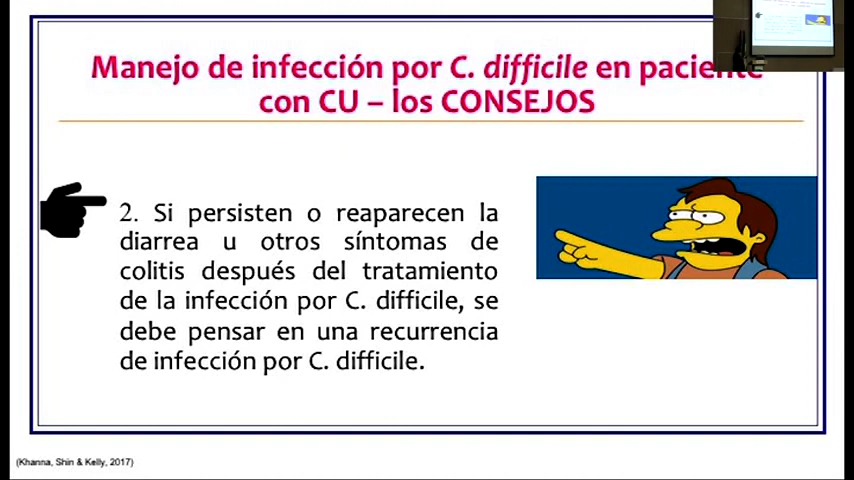 Manejo de infección por C. difficile en paciente
con CU – los CONSEJOS
2. Si persisten o reaparecen la
diarrea u otros síntomas de
colitis después del tratamiento
de la infección por C. difficile, se
debe pensar en una recurrencia
de infección por C. difficile.
(Khanna, Shin & Kelly, 2017)